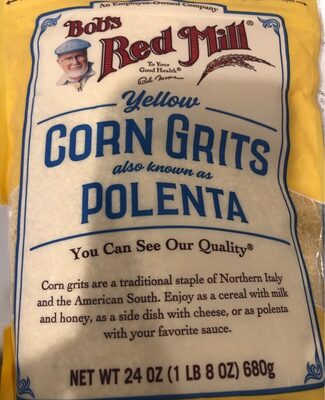 An Employee-Owned Company
Bob's
Red Mill®
To Your
Good Health®
Bob Moore
Yellow
CORN GRITS
also known as
POLENTA
You Can See Our Quality®
Corn grits are a traditional staple of Northern Italy
and the American South. Enjoy as a cereal with milk
and honey, as a side dish with cheese, or as polenta
with your favorite sauce.
NET WT 24 OZ (1 LB 8 OZ) 680g